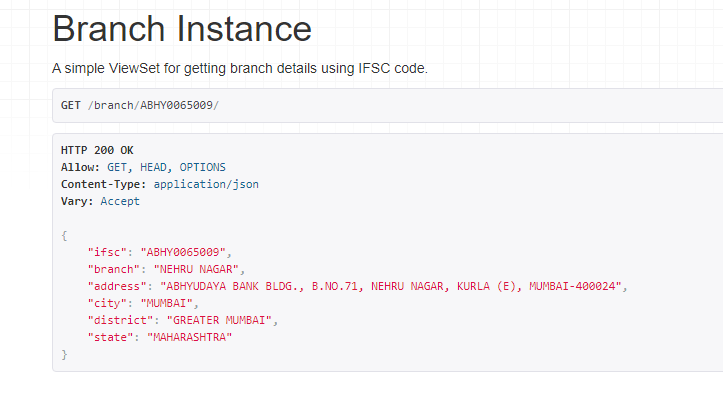 Branch Instance
A simple ViewSet for getting branch details using IFSC code.
GET /branch/ABHY0065009/
HTTP 200 OK
Allow: GET, HEAD, OPTIONS
Content-Type: application/json
Vary: Accept
{
    "ifsc": "ABHY0065009",
    "branch": "NEHRU NAGAR",
    "address": "ABHYUDAYA BANK BLDG., B.NO.71, NEHRU NAGAR, KURLA (E), MUMBAI-400024",
    "city": "MUMBAI",
    "district": "GREATER MUMBAI",
    "state": "MAHARASHTRA"
}